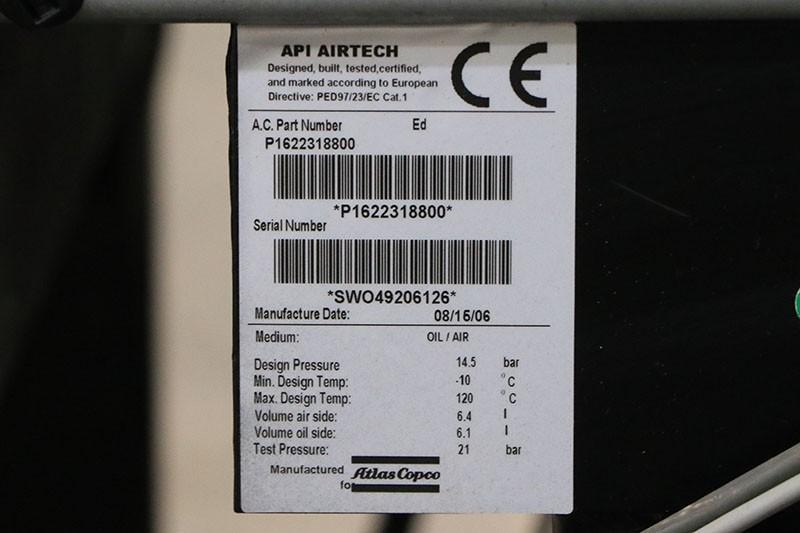 API AIRTECH
Designed, built, tested,certified,
and marked according to European
Directive: PED97/23/EC Cat.1
CE
A.C. Part Number Ed
P1622318800
*P1622318800*
Serial Number
*SWO49206126*
Manufacture Date: 08/15/06
Medium: OIL / AIR
Design Pressure 14.5 bar
Min. Design Temp: -10 °C
Max. Design Temp: 120 °C
Volume air side: 6.4 l
Volume oil side: 6.1 l
Test Pressure: 21 bar
Manufactured
for Atlas Copco